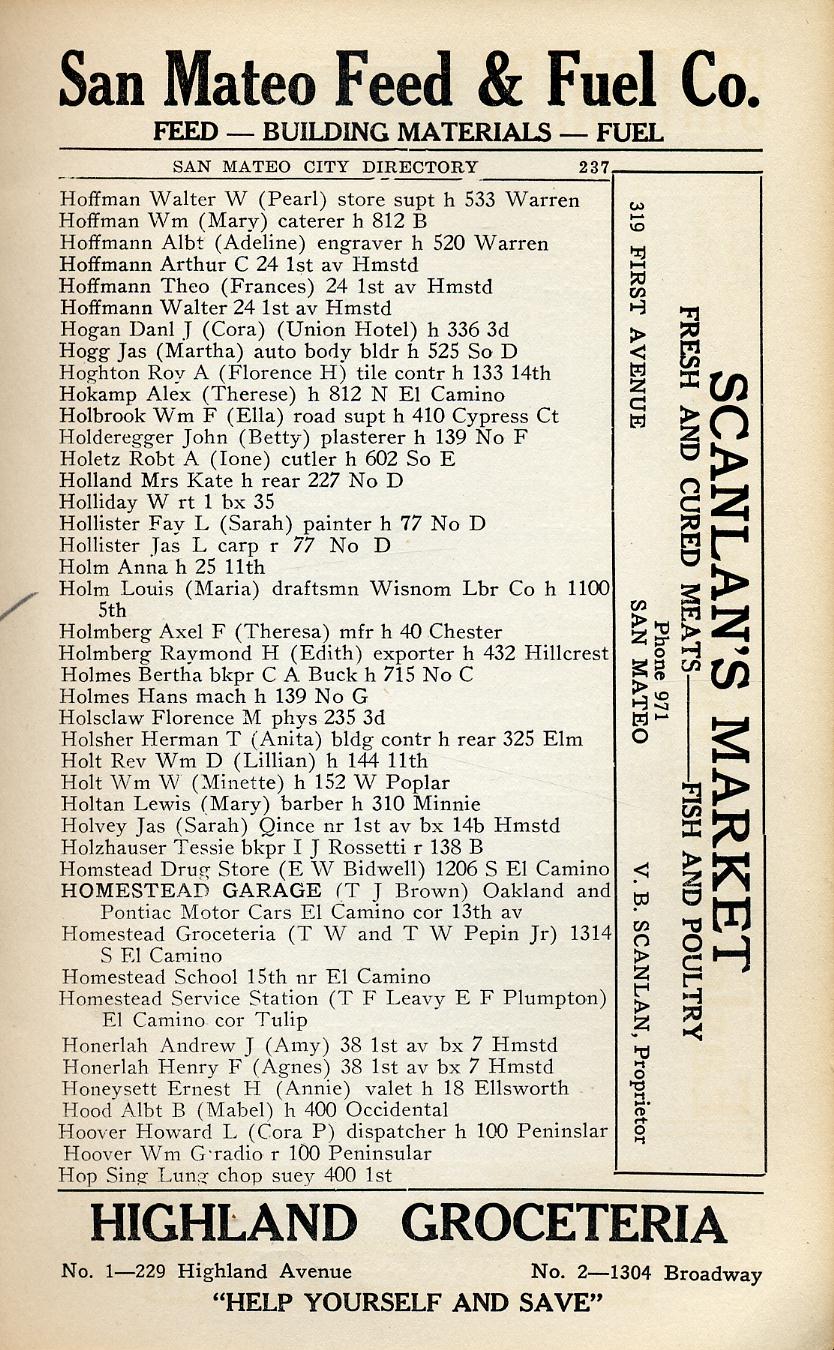 San Mateo Feed & Fuel Co.
FEED — BUILDING MATERIALS — FUEL
SAN MATEO CITY DIRECTORY 237
Hoffman Walter W (Pearl) store supt h 533 Warren
Hoffman Wm (Mary) caterer h 812 B
Hoffmann Albt (Adeline) engraver h 520 Warren
Hoffmann Arthur C 24 1st av Hmstd
Hoffmann Theo (Frances) 24 1st av Hmstd
Hoffmann Walter 24 1st av Hmstd
Hogan Danl J (Cora) (Union Hotel) h 336 3d
Hogg Jas (Martha) auto body bldr h 525 So D
Hoghton Roy A (Florence H) tile contr h 133 14th
Hokamp Alex (Therese) h 812 N El Camino
Holbrook Wm F (Ella) road supt h 410 Cypress Ct
Holderegger John (Betty) plasterer h 139 No F
Holetz Robt A (Ione) cutler h 602 So E
Holland Mrs Kate h rear 227 No D
Holliday W rt 1 bx 35
Hollister Fay L (Sarah) painter h 77 No D
Hollister Jas L carp r 77 No D
Holm Anna h 25 11th
Holm Louis (Maria) draftsmn Wisnom Lbr Co h 1100
5th
Holmberg Axel F (Theresa) mfr h 40 Chester
Holmberg Raymond H (Edith) exporter h 432 Hillcrest
Holmes Bertha bkpr C A Buck h 715 No C
Holmes Hans mach h 139 No G
Holsclaw Florence M phys 235 3d
Holsher Herman T (Anita) bldg contr h rear 325 Elm
Holt Rev Wm D (Lillian) h 144 11th
Holt Wm W (Minette) h 152 W Poplar
Holtan Lewis (Mary) barber h 310 Minnie
Holvey Jas (Sarah) Qince nr 1st av bx 14b Hmstd
Holzhauser Tessie bkpr I J Rossetti r 138 B
Homstead Drug Store (E W Bidwell) 1206 S El Camino
HOMESTEAD GARAGE (T J Brown) Oakland and
Pontiac Motor Cars El Camino cor 13th av
Homestead Groceteria (T W and T W Pepin Jr) 1314
S El Camino
Homestead School 15th nr El Camino
Homestead Service Station (T F Leavy E F Plumpton)
El Camino cor Tulip
Honerlah Andrew J (Amy) 38 1st av bx 7 Hmstd
Honerlah Henry F (Agnes) 38 1st av bx 7 Hmstd
Honeysett Ernest H (Annie) valet h 18 Ellsworth
Hood Albt B (Mabel) h 400 Occidental
Hoover Howard L (Cora P) dispatcher h 100 Peninslar
Hoover Wm G radio r 100 Peninsular
Hop Sing Lung chop suey 400 1st
SCANLAN'S MARKET
FRESH AND CURED MEATS—FISH AND POULTRY
Phone 971
319 FIRST AVENUE SAN MATEO V. B. SCANLAN, Proprietor
HIGHLAND GROCETERIA
No. 1—229 Highland Avenue No. 2—1304 Broadway
“HELP YOURSELF AND SAVE”